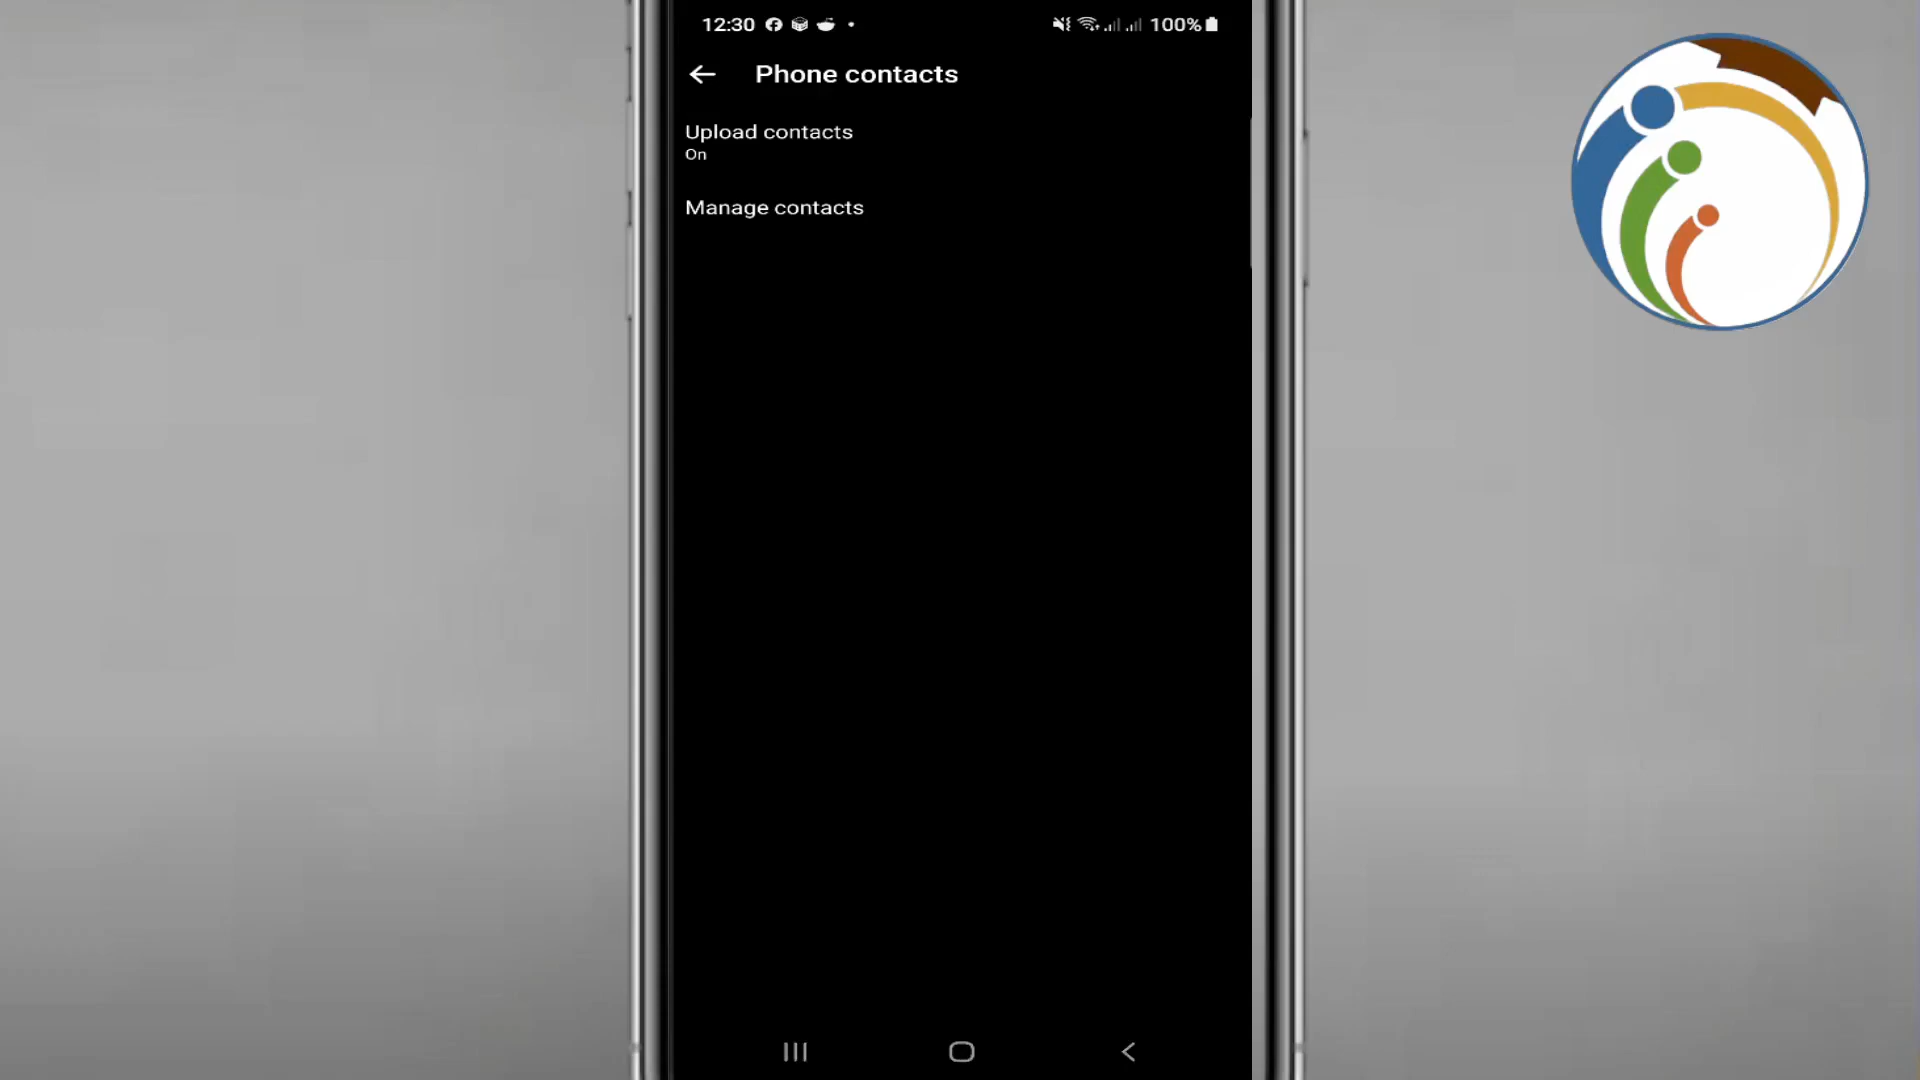 12:30
100%
Phone contacts
Upload contacts
On
Manage contacts